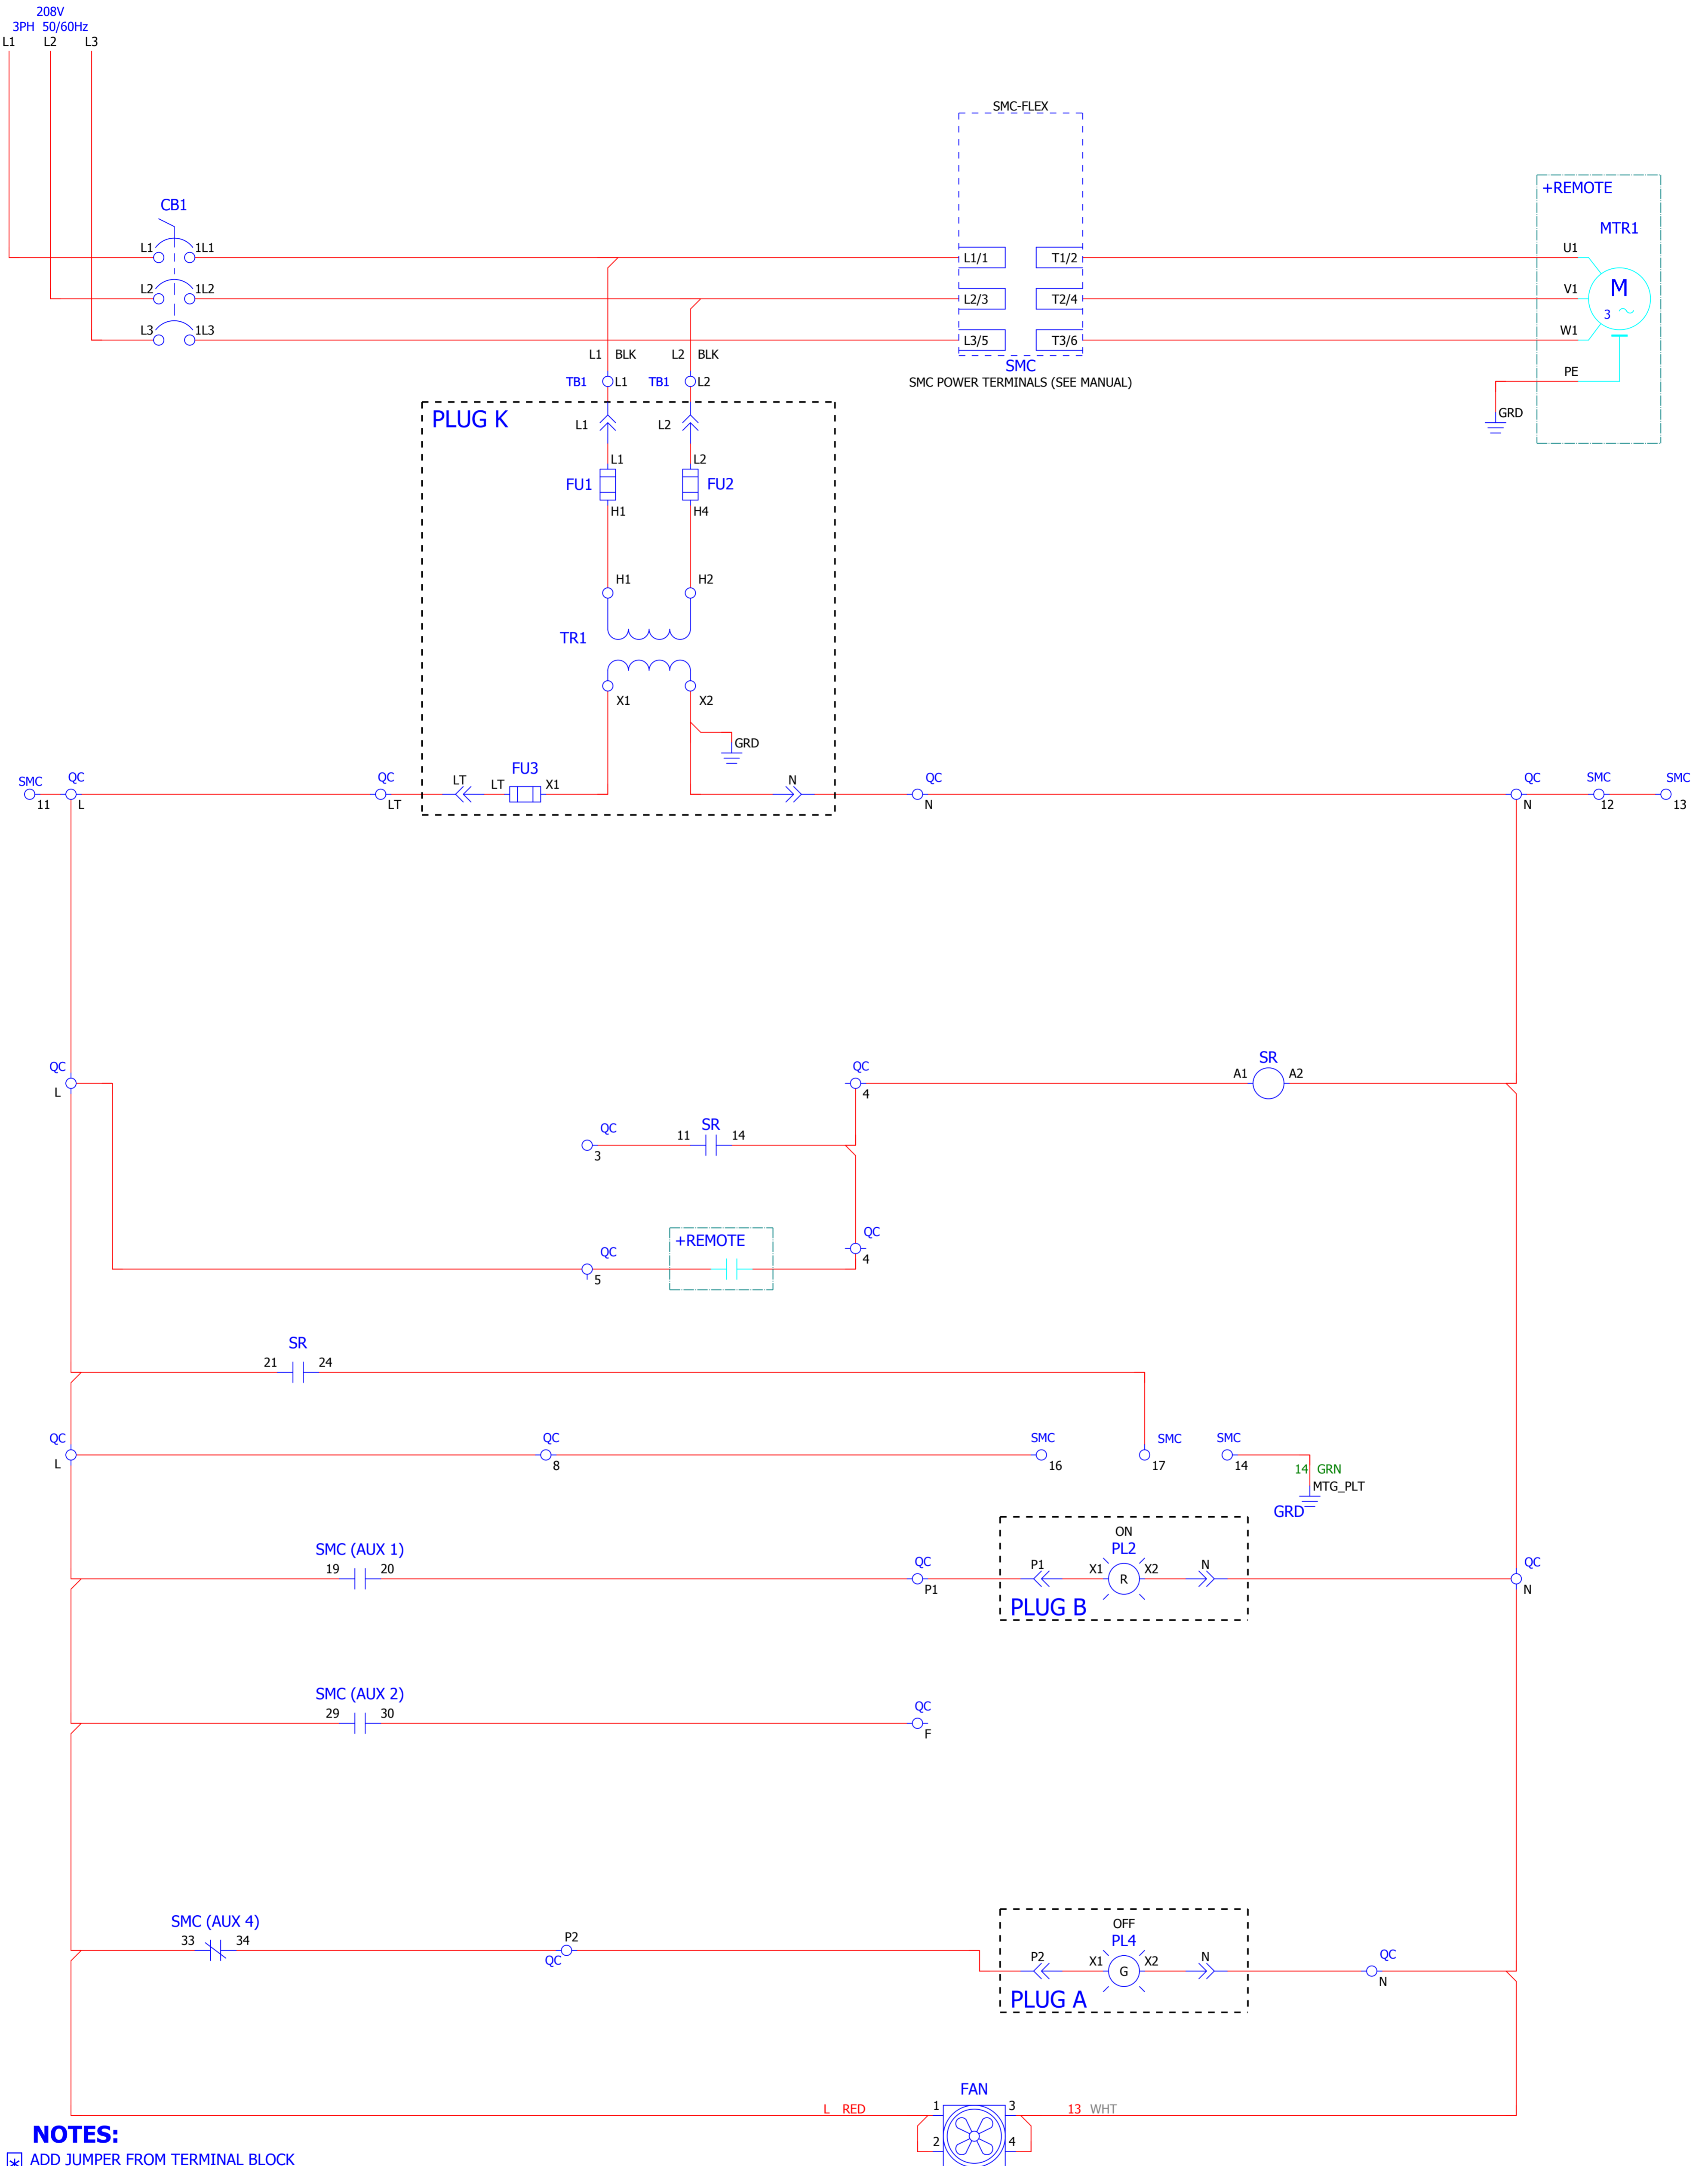 208V
3PH 50/60Hz
L1 L2 L3
SMC-FLEX
+REMOTE
CB1
MTR1
L1 1L1
L1/1 T1/2
U1
L2 1L2
L2/3 T2/4
V1
M
3
L3 1L3
L3/5 T3/6
W1
SMC
SMC POWER TERMINALS (SEE MANUAL)
L1 BLK L2 BLK
TB1 L1 TB1 L2
PE
GRD
PLUG K
L1 L2
L1 L2
FU1 FU2
H1 H4
H1 H2
TR1
X1 X2
GRD
FU3
SMC QC QC LT LT X1 N QC QC SMC SMC
11 L LT N N 12 13
QC QC SR
L 4 A1 A2
QC 11 SR 14
3
+REMOTE
QC QC
5 4
SR
21 24
QC QC SMC SMC SMC
L 8 16 17 14
14 GRN
MTG_PLT
GRD
ON
PL2
SMC (AUX 1)
19 20
QC P1 X1 R X2 N QC
P1 N
PLUG B
SMC (AUX 2)
29 30
QC
F
OFF
PL4
SMC (AUX 4)
33 34
P2
QC
P2 X1 G X2 N QC
N
PLUG A
FAN
L RED 1 3 13 WHT
2 4
NOTES:
* ADD JUMPER FROM TERMINAL BLOCK